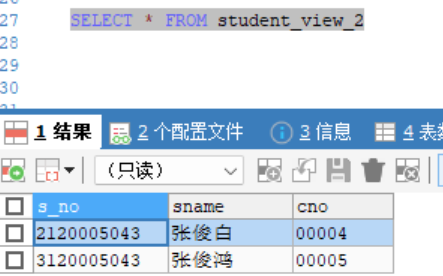 27 SELECT * FROM student_view_2
28
29
30
1 结果 2 个配置文件 3 信息 4 表数
(只读)
s_no sname cno
2120005043 张俊白 00004
3120005043 张俊鸿 00005